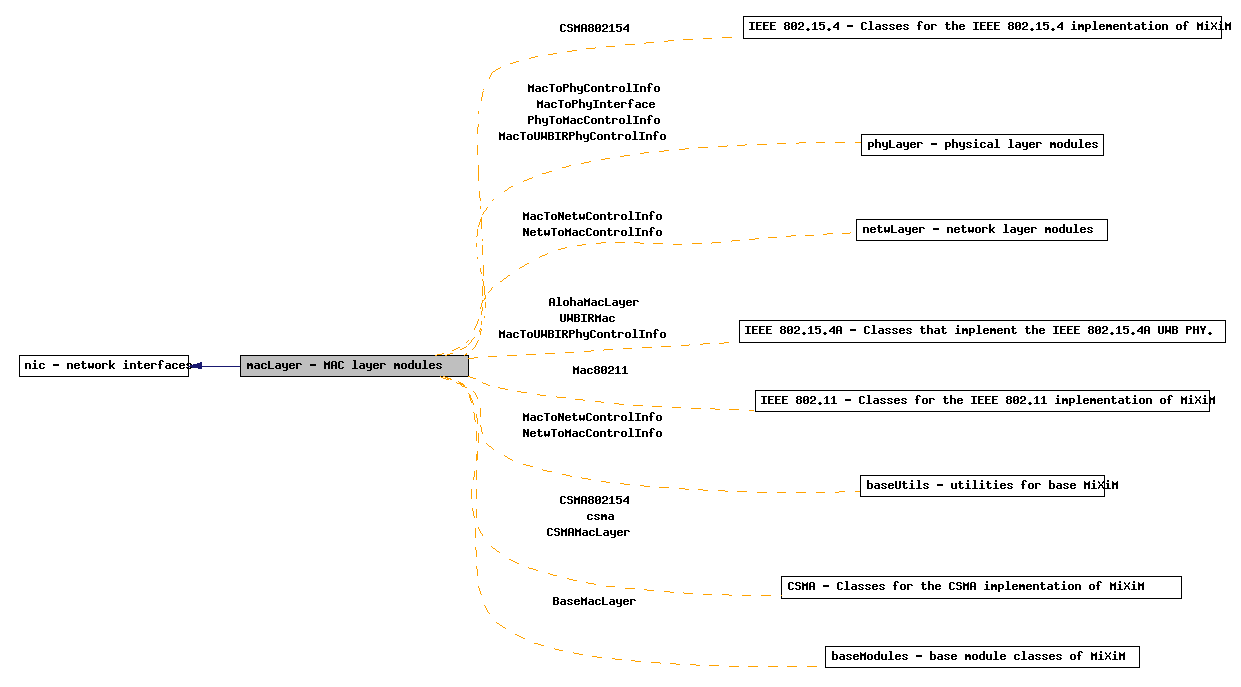 CSMA802154
IEEE 802.15.4 - Classes for the IEEE 802.15.4 implementation of MiXiM
MacToPhyControlInfo
MacToPhyInterface
PhyToMacControlInfo
MacToUWBIRPhyControlInfo
phyLayer - physical layer modules
MacToNetwControlInfo
NetwToMacControlInfo
netwLayer - network layer modules
AlohaMacLayer
UWBIRMac
MacToUWBIRPhyControlInfo
IEEE 802.15.4A - Classes that implement the IEEE 802.15.4A UWB PHY.
nic - network interfaces
macLayer - MAC layer modules
Mac80211
IEEE 802.11 - Classes for the IEEE 802.11 implementation of MiXiM
MacToNetwControlInfo
NetwToMacControlInfo
baseUtils - utilities for base MiXiM
CSMA802154
csma
CSMAMacLayer
CSMA - Classes for the CSMA implementation of MiXiM
BaseMacLayer
baseModules - base module classes of MiXiM